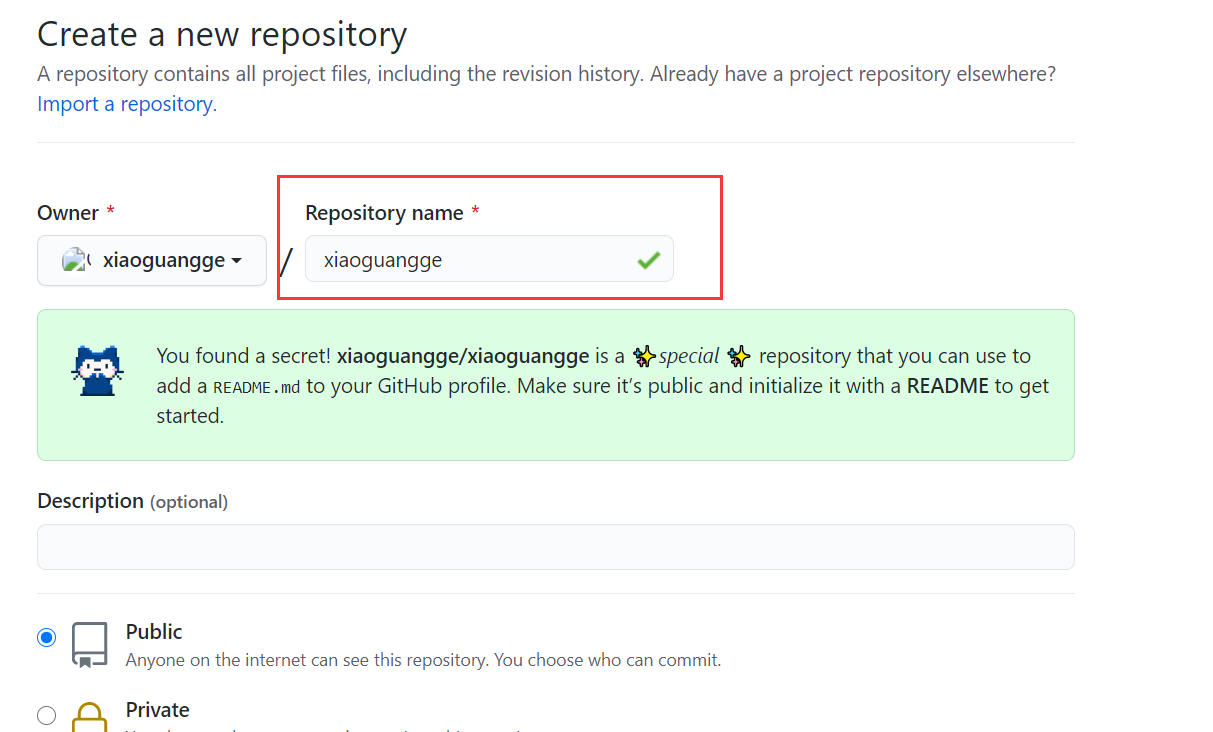 Create a new repository
A repository contains all project files, including the revision history. Already have a project repository elsewhere?
Import a repository.
Owner *
Repository name *
xiaoguangge
/
xiaoguangge
You found a secret! xiaoguangge/xiaoguangge is a ✨special ✨ repository that you can use to
add a README.md to your GitHub profile. Make sure it’s public and initialize it with a README to get
started.
Description (optional)
Public
Anyone on the internet can see this repository. You choose who can commit.
Private